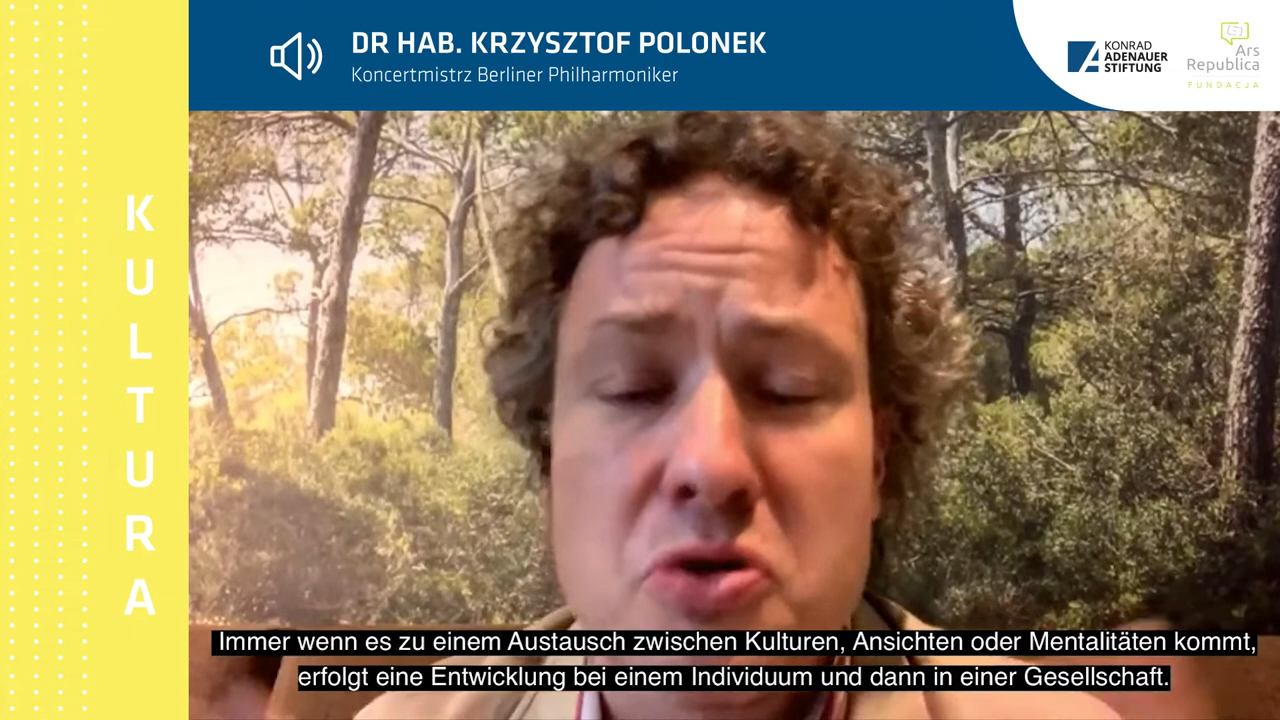 DR HAB. KRZYSZTOF POLONEK
Koncertmistrz Berliner Philharmoniker
KONRAD
ADENAUER
STIFTUNG
Ars
Republica
FUNDACJA
KULTURA
Immer wenn es zu einem Austausch zwischen Kulturen, Ansichten oder Mentalitäten kommt,
erfolgt eine Entwicklung bei einem Individuum und dann in einer Gesellschaft.